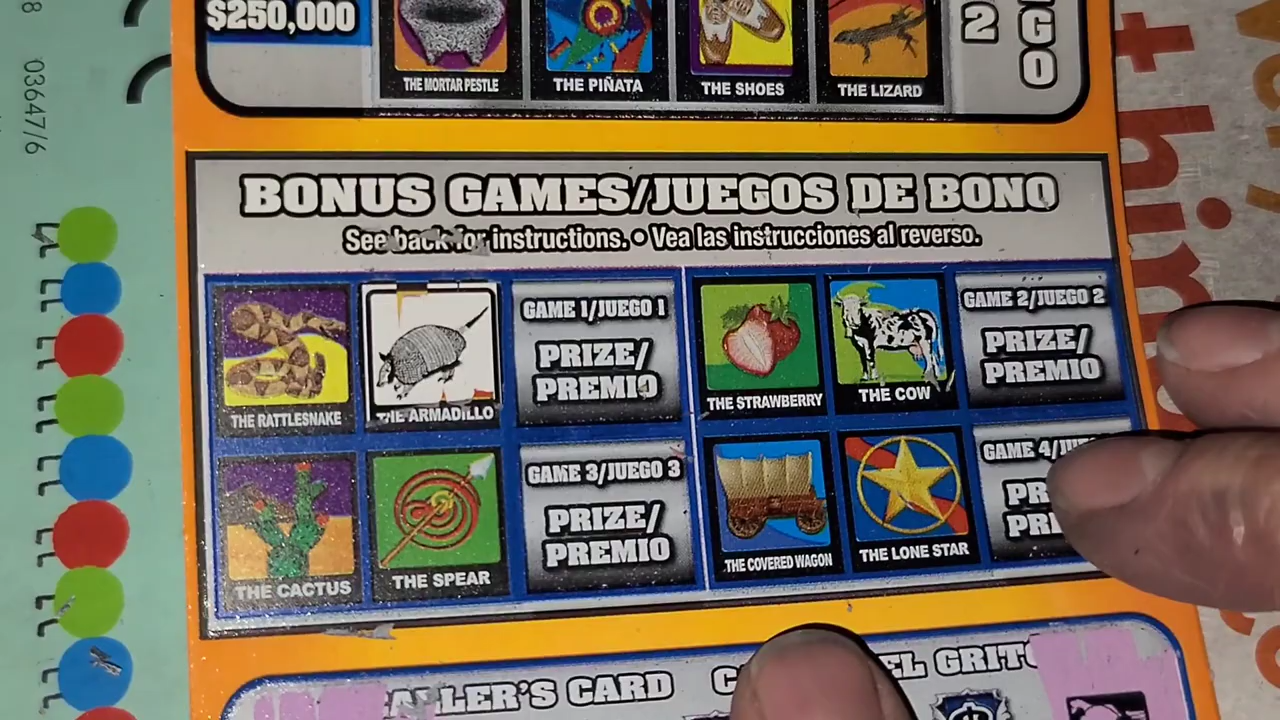 8 03647/6
$250,000
THE MORTAR PESTLE
THE PIÑATA
THE SHOES
THE LIZARD
2
GO
BONUS GAMES/JUEGOS DE BONO
See back for instructions. • Vea las instrucciones al reverso.
THE RATTLESNAKE
THE ARMADILLO
GAME 1/JUEGO 1
PRIZE/
PREMIO
THE STRAWBERRY
THE COW
GAME 2/JUEGO 2
PRIZE/
PREMIO
THE CACTUS
THE SPEAR
GAME 3/JUEGO 3
PRIZE/
PREMIO
THE COVERED WAGON
THE LONE STAR
GAME 4/
CALLER'S CARD
EL GRITO